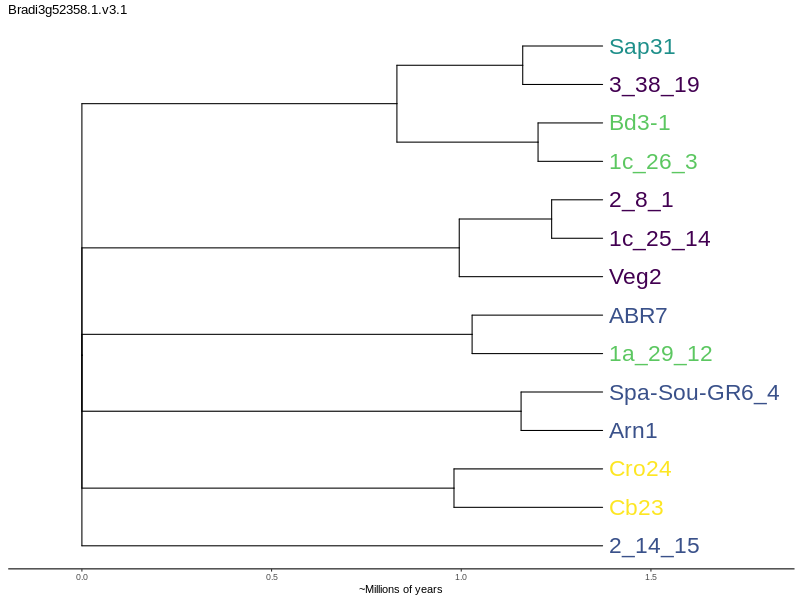 Bradi3g52358.1.v3.1
Sap31
3_38_19
Bd3-1
1c_26_3
2_8_1
1c_25_14
Veg2
ABR7
1a_29_12
Spa-Sou-GR6_4
Arn1
Cro24
Cb23
2_14_15
0.0 0.5 1.0 1.5
~Millions of years